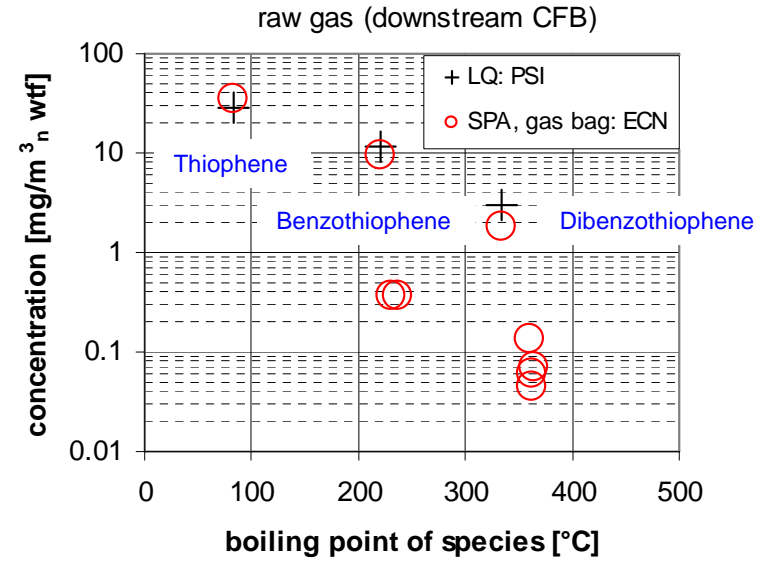 raw gas (downstream CFB)
concentration [mg/m³ₙ wtf]
100
10
1
0.1
0.01
LQ: PSI
SPA, gas bag: ECN
Thiophene
Benzothiophene
Dibenzothiophene
0 100 200 300 400 500
boiling point of species [°C]